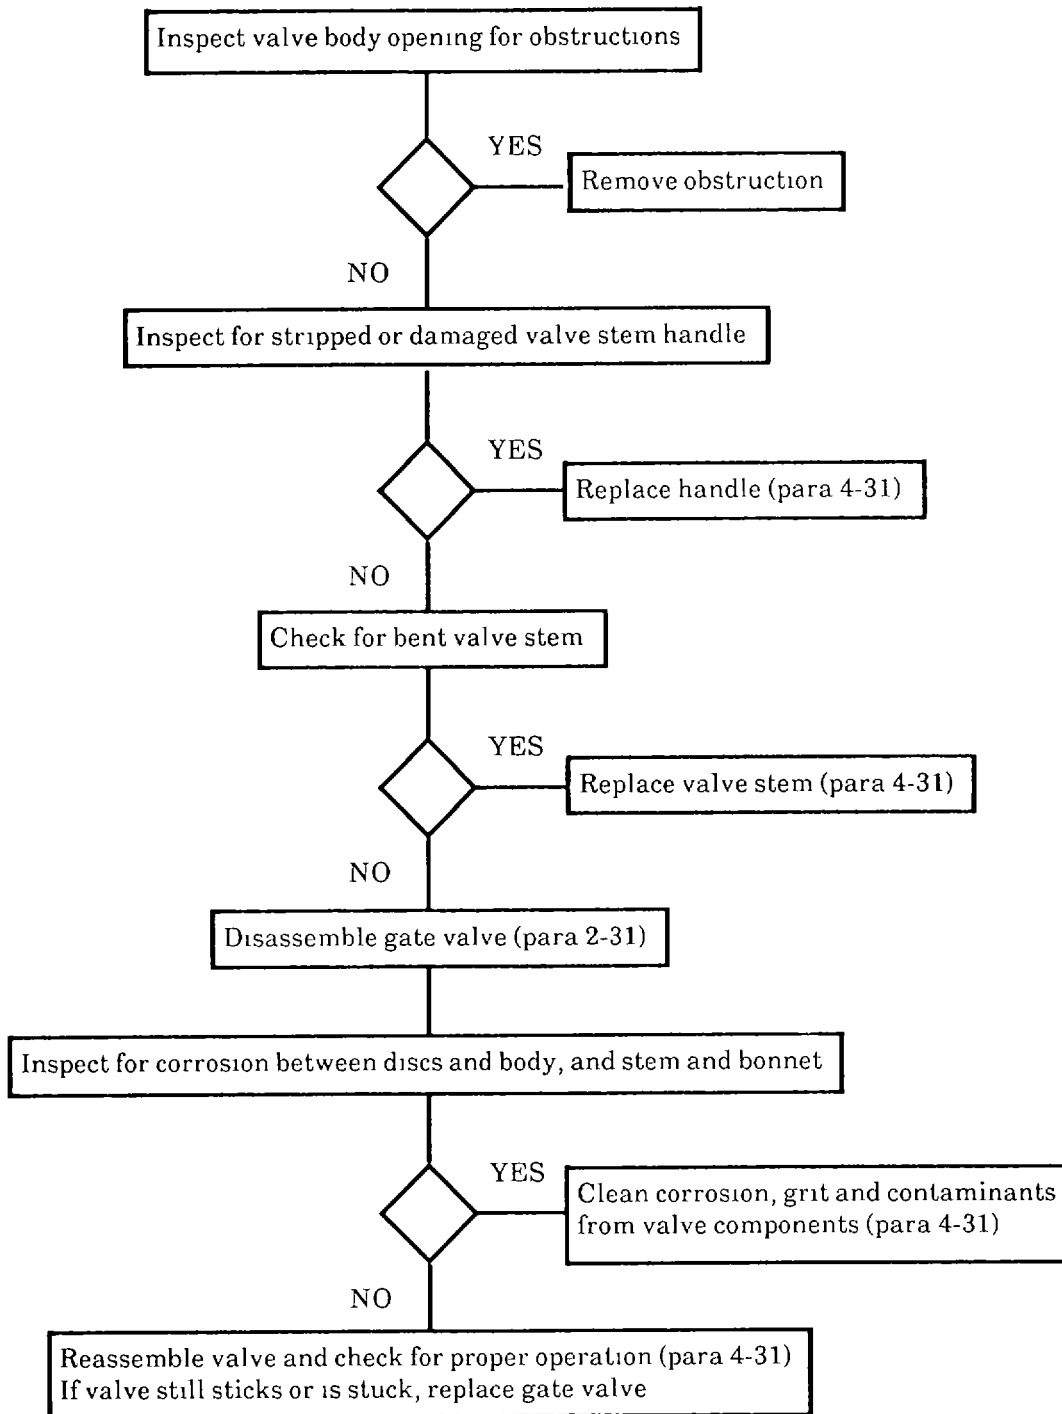 Inspect valve body opening for obstructions
YES
Remove obstruction
NO
Inspect for stripped or damaged valve stem handle
YES
Replace handle (para 4-31)
NO
Check for bent valve stem
YES
Replace valve stem (para 4-31)
NO
Disassemble gate valve (para 2-31)
Inspect for corrosion between discs and body, and stem and bonnet
YES
Clean corrosion, grit and contaminants
from valve components (para 4-31)
NO
Reassemble valve and check for proper operation (para 4-31)
If valve still sticks or is stuck, replace gate valve